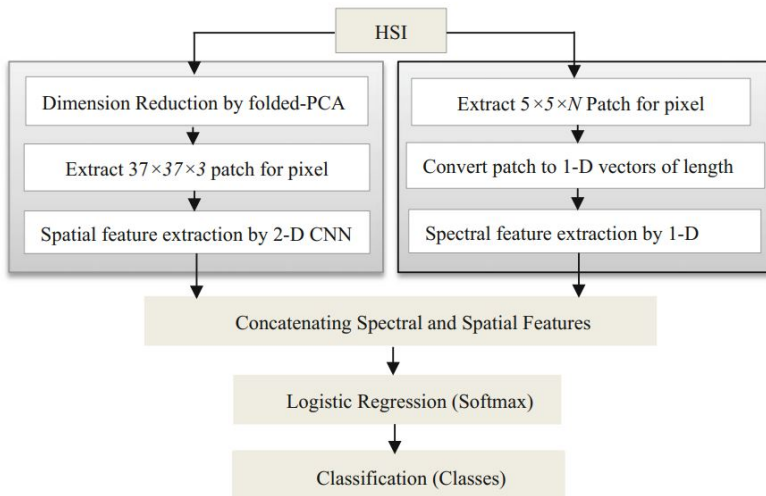 HSI
Dimension Reduction by folded-PCA
Extract 37×37×3 patch for pixel
Spatial feature extraction by 2-D CNN
Extract 5×5×N Patch for pixel
Convert patch to 1-D vectors of length
Spectral feature extraction by 1-D
Concatenating Spectral and Spatial Features
Logistic Regression (Softmax)
Classification (Classes)